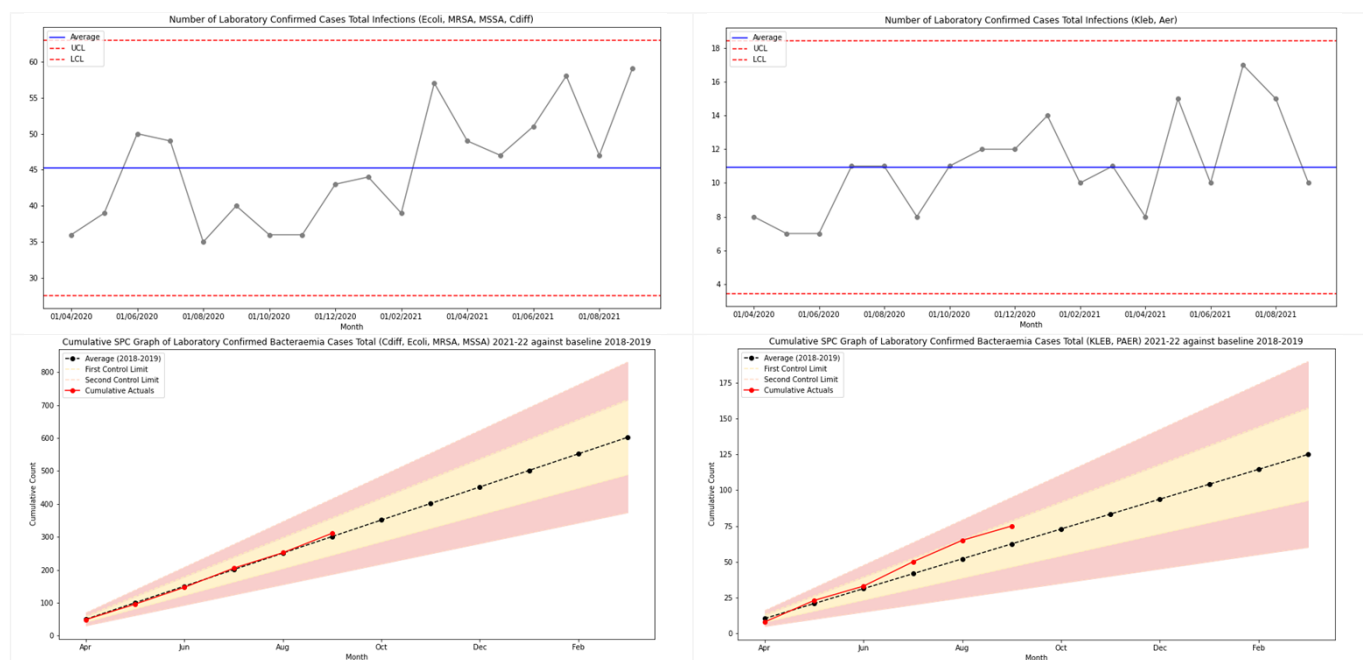 Number of Laboratory Confirmed Cases Total Infections (Ecoli, MRSA, MSSA, Cdiff)
Average
UCL
LCL
60
55
50
45
40
35
30
01/04/2020 01/06/2020 01/08/2020 01/10/2020 01/12/2020 01/02/2021 01/04/2021 01/06/2021 01/08/2021
Month
Number of Laboratory Confirmed Cases Total Infections (Kleb, Aer)
Average
UCL
LCL
18
16
14
12
10
8
6
4
01/04/2020 01/06/2020 01/08/2020 01/10/2020 01/12/2020 01/02/2021 01/04/2021 01/06/2021 01/08/2021
Month
Cumulative SPC Graph of Laboratory Confirmed Bacteraemia Cases Total (Cdiff, Ecoli, MRSA, MSSA) 2021-22 against baseline 2018-2019
Average (2018-2019)
First Control Limit
Second Control Limit
Cumulative Actuals
Cumulative Count
800
700
600
500
400
300
200
100
0
Apr Jun Aug Oct Dec Feb
Month
Cumulative SPC Graph of Laboratory Confirmed Bacteraemia Cases Total (KLEB, PAER) 2021-22 against baseline 2018-2019
Average (2018-2019)
First Control Limit
Second Control Limit
Cumulative Actuals
Cumulative Count
175
150
125
100
75
50
25
0
Apr Jun Aug Oct Dec Feb
Month